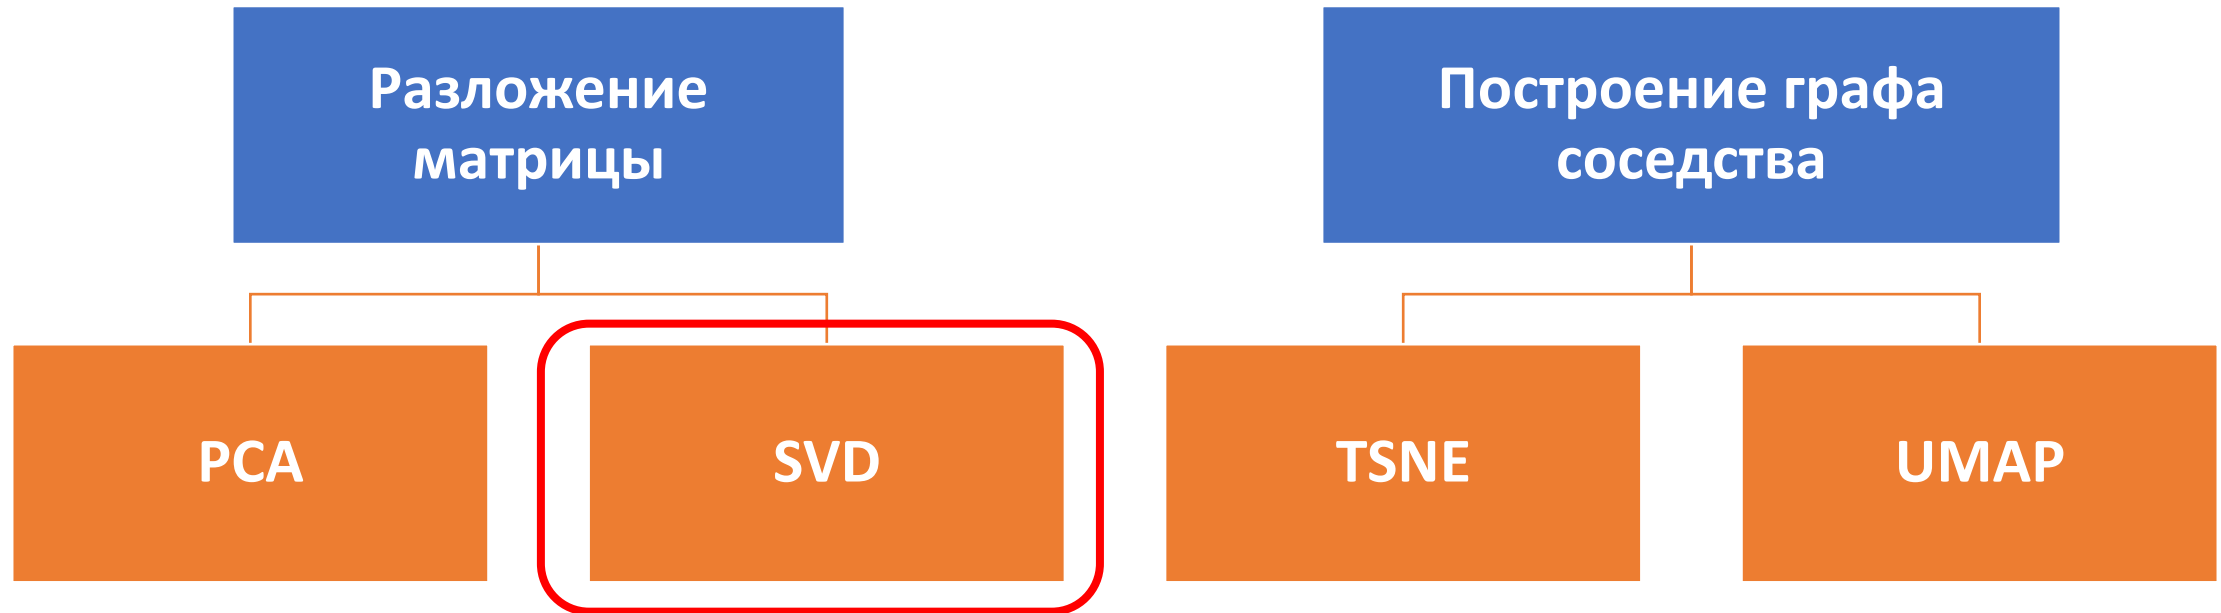 Разложение
матрицы
Построение графа
соседства
PCA
SVD
TSNE
UMAP